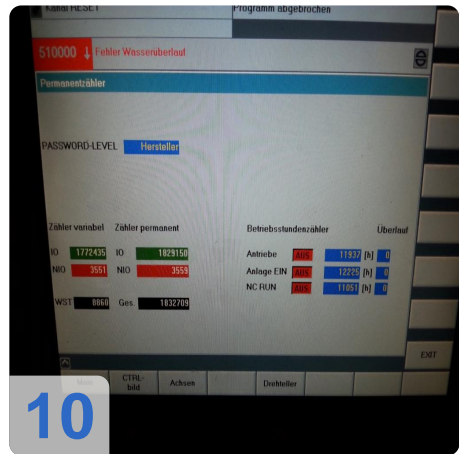 Kanal RESET
Programm abgebrochen
510000 ↓ Fehler Wasserüberlauf
Permanentzähler
PASSWORD-LEVEL Hersteller
Zähler variabel Zähler permanent
IO 1772435 IO 1829150
NIO 3551 NIO 3559
WST 8860 Ges. 1832709
Betriebsstundenzähler Überlauf
Antriebe AUS 11937 [h] 0
Anlage EIN AUS 12225 [h] 0
NC RUN AUS 11051 [h] 0
EXIT
CTRL-
bild
Achsen
Drehteller
10